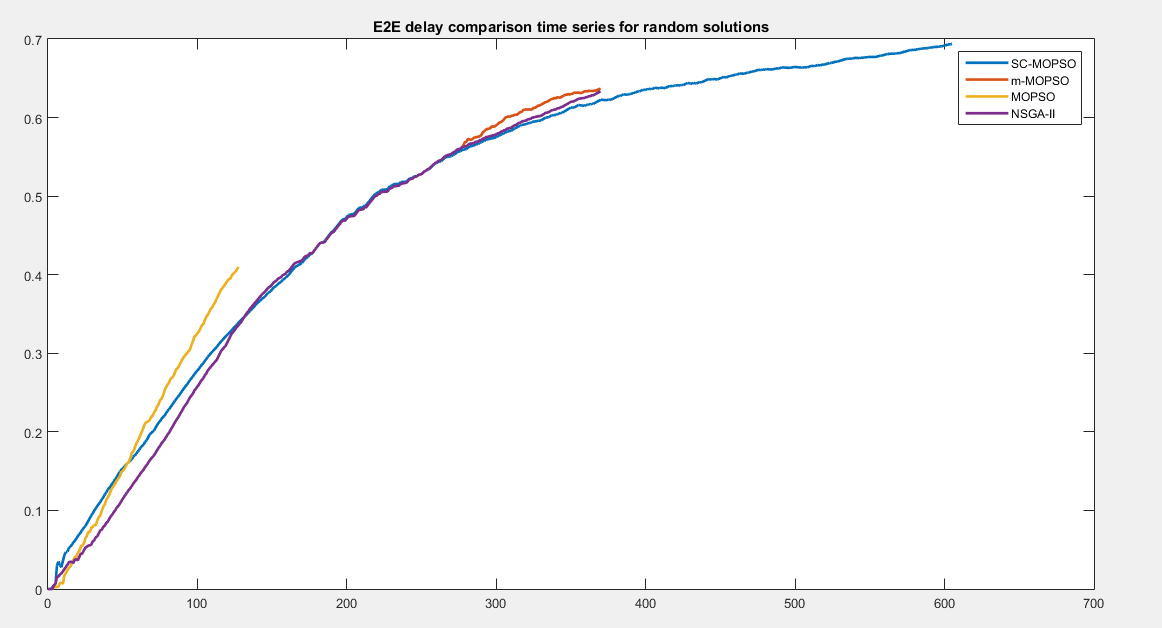 E2E delay comparison time series for random solutions
0.7
0.6
0.5
0.4
0.3
0.2
0.1
0
SC-MOPSO
m-MOPSO
MOPSO
NSGA-II
0 100 200 300 400 500 600 700